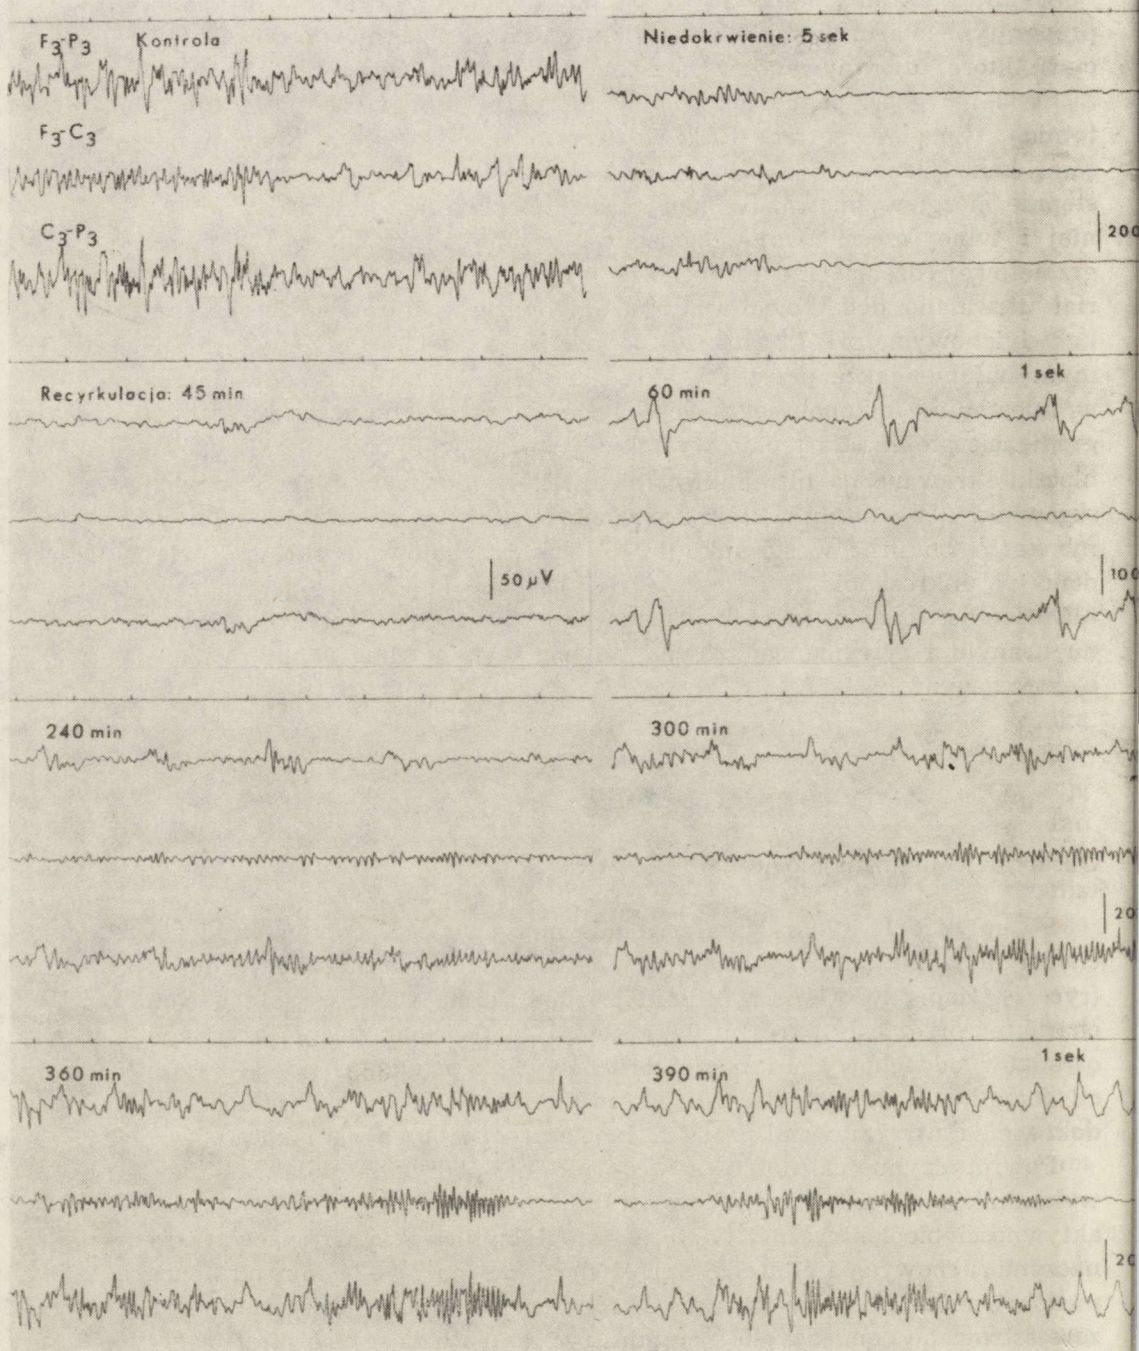 F3-P3 Kontrola
F3-C3
C3-P3
Niedokrwienie: 5 sek
200
Recyrkulacja: 45 min
50 µV
1 sek
60 min
100
240 min
300 min
20
360 min
1 sek
390 min
20